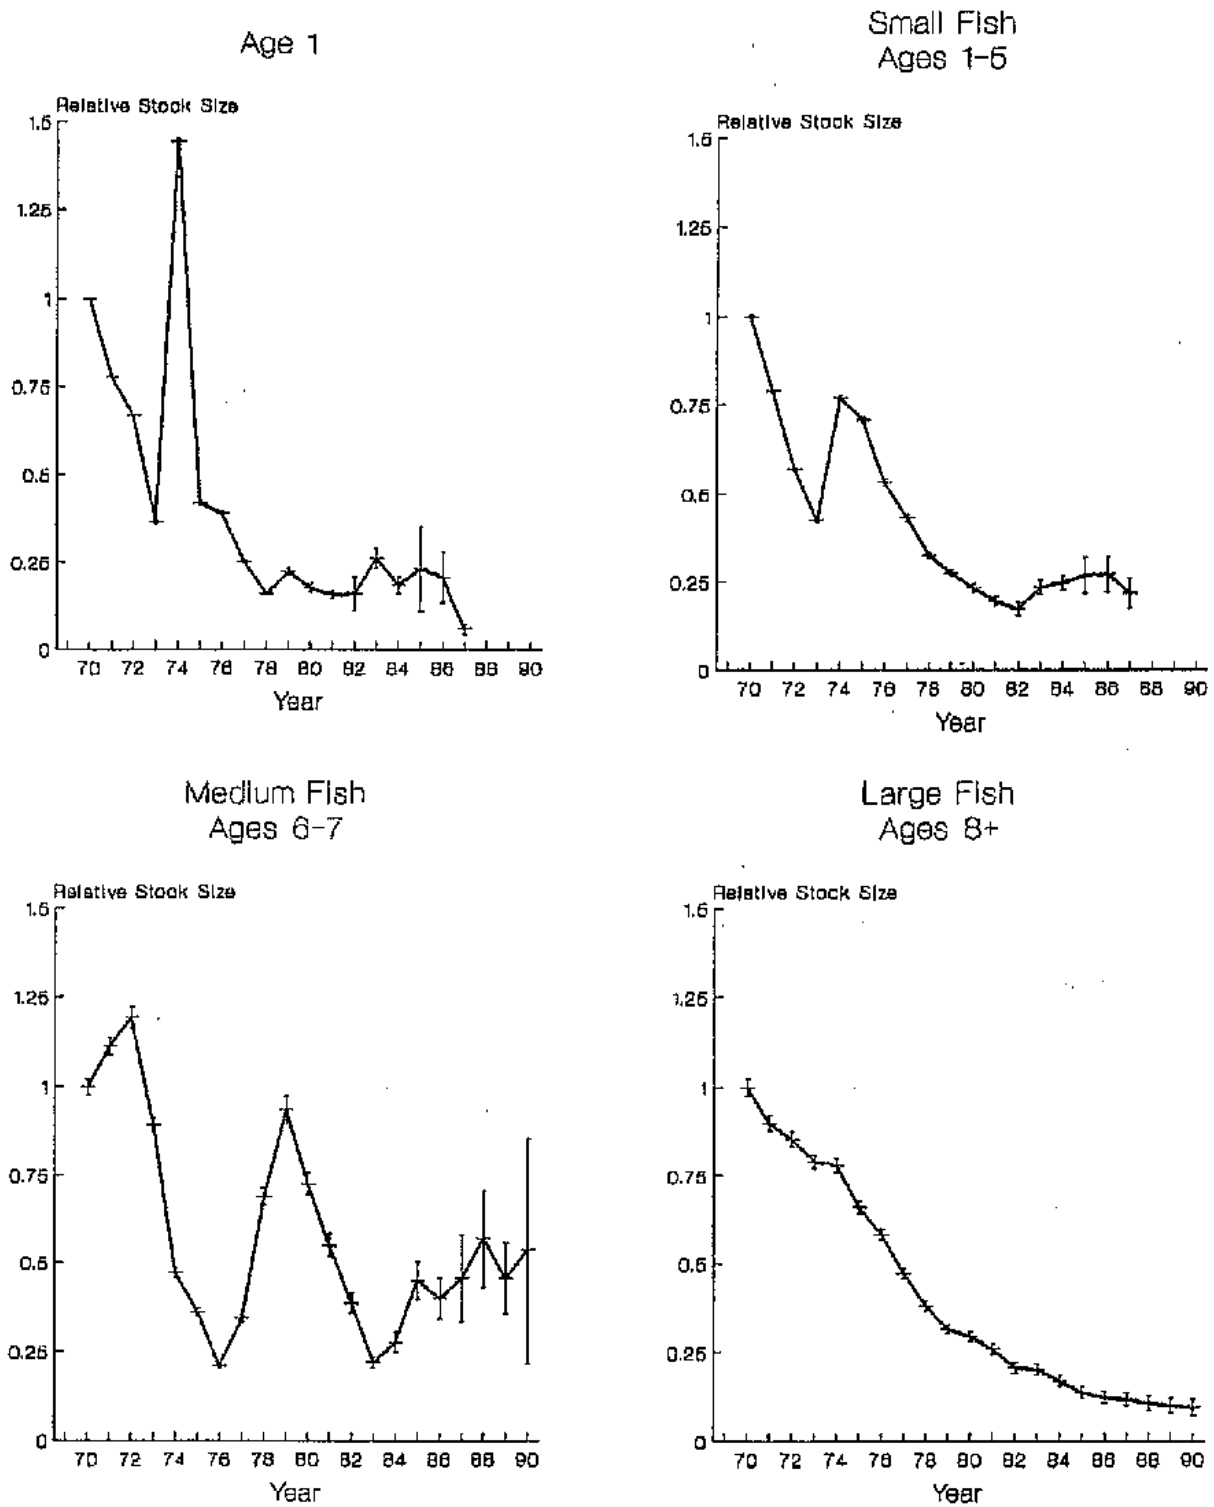 Age 1
Relative Stock Size
1.5
1.25
1
0.75
0.5
0.25
0
70 72 73 74 76 78 80 82 84 86 88 90
Year
Small Fish
Ages 1-5
Relative Stock Size
1.5
1.25
1
0.75
0.5
0.25
0
70 72 74 76 78 80 82 84 86 88 90
Year
Medium Fish
Ages 6-7
Relative Stock Size
1.5
1.25
1
0.75
0.5
0.25
0
70 72 74 76 78 80 82 84 86 88 90
Year
Large Fish
Ages 8+
Relative Stock Size
1.5
1.25
1
0.75
0.5
0.25
0
70 72 74 76 78 80 82 84 86 88 90
Year